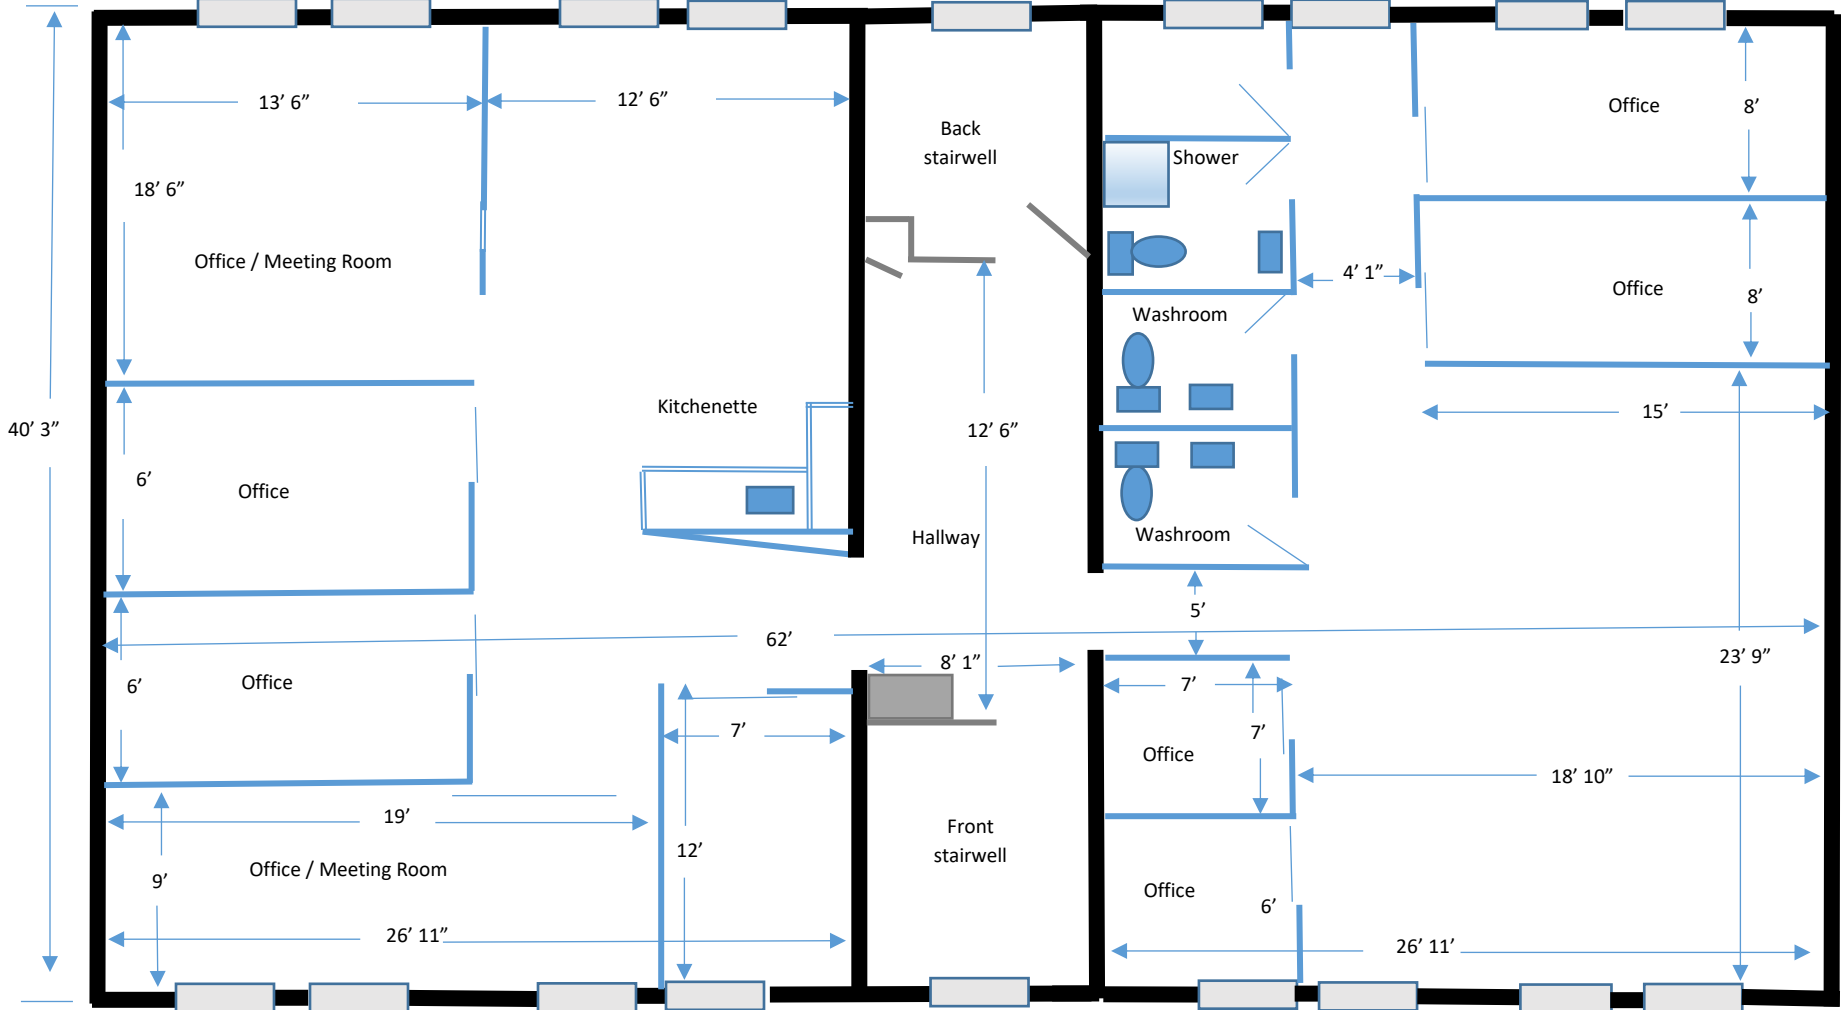 13’ 6”
12’ 6”
Back
stairwell
Shower
Office
8’
18’ 6”
Office / Meeting Room
4’ 1”
Office
8’
Washroom
Kitchenette
15’
40’ 3”
12’ 6”
6’
Office
Hallway
Washroom
5’
62’
8’ 1”
23’ 9”
6’
Office
7’
7’
7’
Office
18’ 10”
19’
Front
stairwell
12’
Office / Meeting Room
9’
Office
6’
26’ 11”
26’ 11’